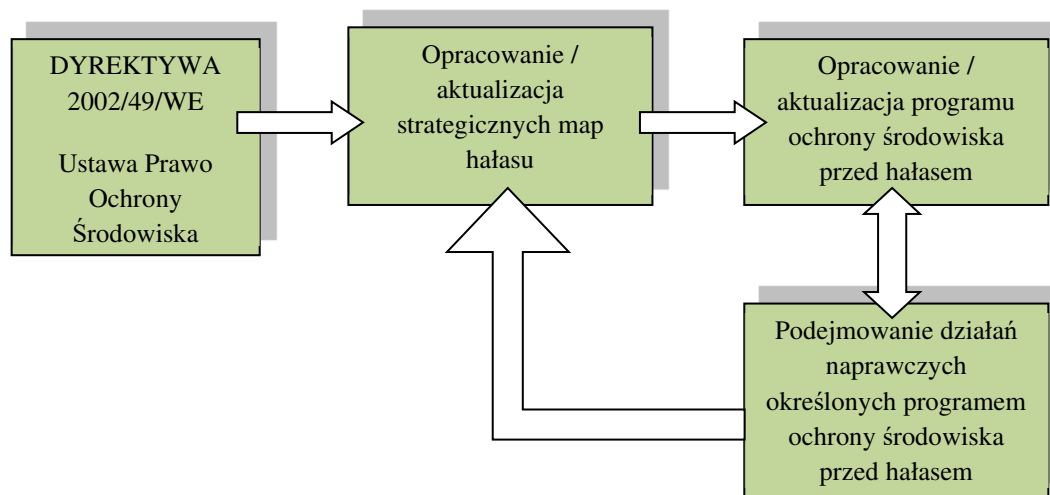 DYREKTYWA
2002/49/WE
Ustawa Prawo
Ochrony
Środowiska
Opracowanie /
aktualizacja
strategicznych map
hałasu
Opracowanie /
aktualizacja programu
ochrony środowiska
przed hałasem
Podejmowanie działań
naprawczych
określonych programem
ochrony środowiska
przed hałasem